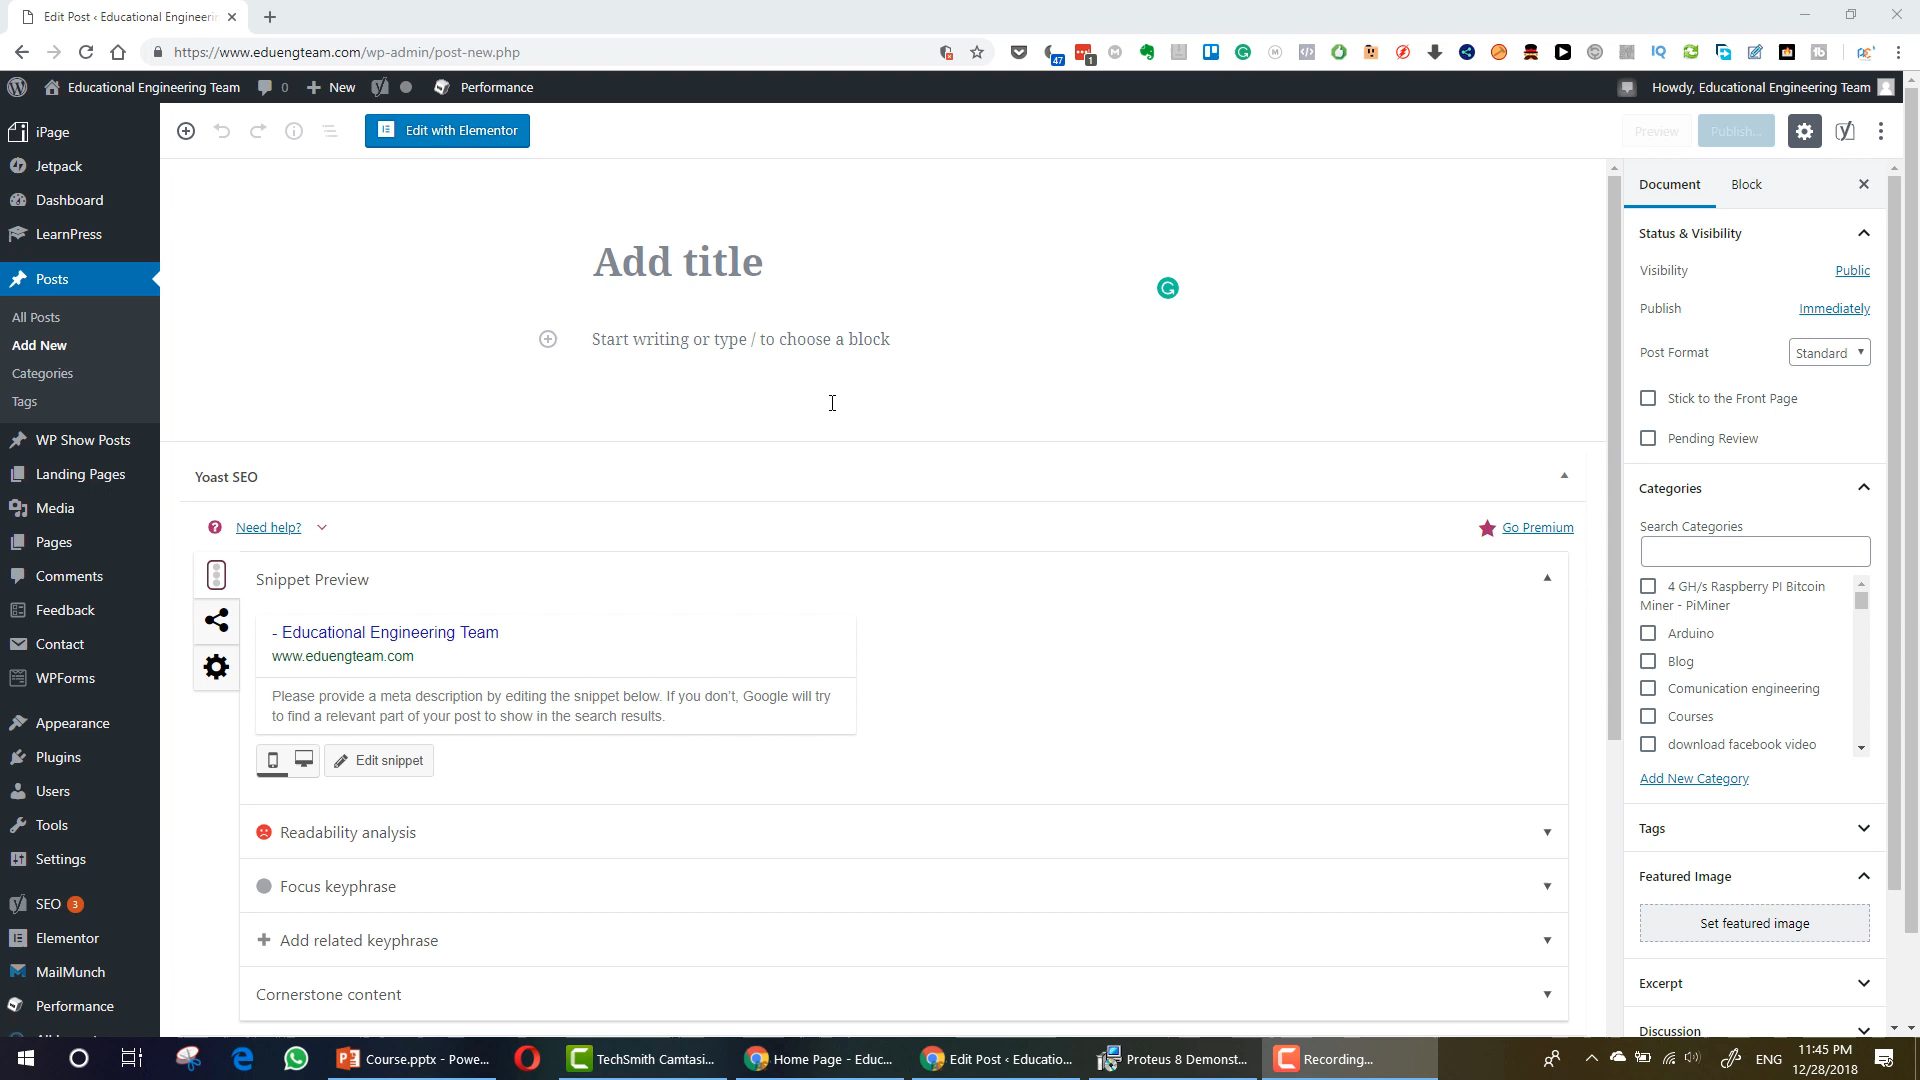 Edit Post ‹ Educational Engineerin
https://www.eduengteam.com/wp-admin/post-new.php
47
1
IQ
Educational Engineering Team
0
New
Performance
Howdy, Educational Engineering Team
iPage
Jetpack
Dashboard
LearnPress
Posts
All Posts
Add New
Categories
Tags
WP Show Posts
Landing Pages
Media
Pages
Comments
Feedback
Contact
WPForms
Appearance
Plugins
Users
Tools
Settings
SEO 3
Elementor
MailMunch
Performance
Edit with Elementor
Preview
Publish...
Add title
Start writing or type / to choose a block
Yoast SEO
Need help?
Go Premium
Snippet Preview
- Educational Engineering Team
www.eduengteam.com
Please provide a meta description by editing the snippet below. If you don’t, Google will try
to find a relevant part of your post to show in the search results.
Edit snippet
Readability analysis
Focus keyphrase
Add related keyphrase
Cornerstone content
Document
Block
Status & Visibility
Visibility
Public
Publish
Immediately
Post Format
Standard
Stick to the Front Page
Pending Review
Categories
Search Categories
4 GH/s Raspberry PI Bitcoin
Miner - PiMiner
Arduino
Blog
Comunication engineering
Courses
download facebook video
Add New Category
Tags
Featured Image
Set featured image
Excerpt
Discussion
Course.pptx - Powe...
TechSmith Camtasi...
Home Page - Educ...
Edit Post ‹ Educatio...
Proteus 8 Demonst...
Recording...
ENG
11:45 PM
12/28/2018